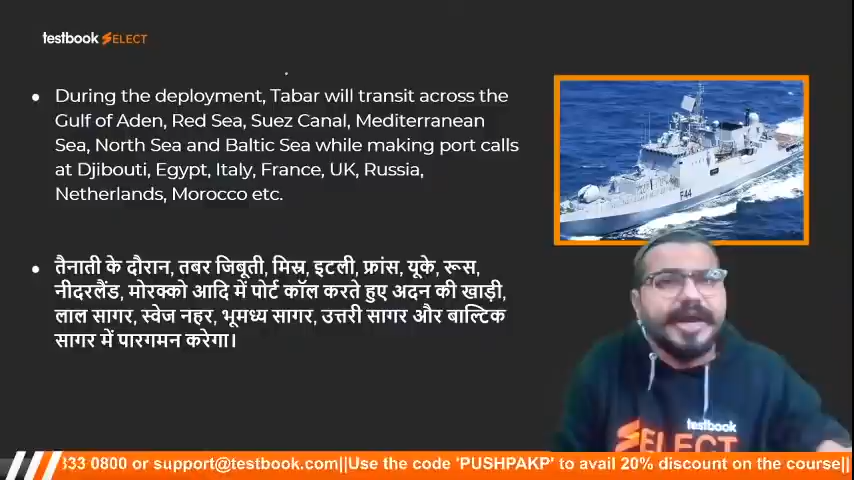 testbook SELECT
During the deployment, Tabar will transit across the
Gulf of Aden, Red Sea, Suez Canal, Mediterranean
Sea, North Sea and Baltic Sea while making port calls
at Djibouti, Egypt, Italy, France, UK, Russia,
Netherlands, Morocco etc.
F44
तैनाती के दौरान, तबर जिबूती, मिस्र, इटली, फ्रांस, यूके, रूस,
नीदरलैंड, मोरक्को आदि में पोर्ट कॉल करते हुए अदन की खाड़ी,
लाल सागर, स्वेज नहर, भूमध्य सागर, उत्तरी सागर और बाल्टिक
सागर में पारगमन करेगा।
testbook
SELECT
333 0800 or support@testbook.com||Use the code 'PUSHPAKP' to avail 20% discount on the course||